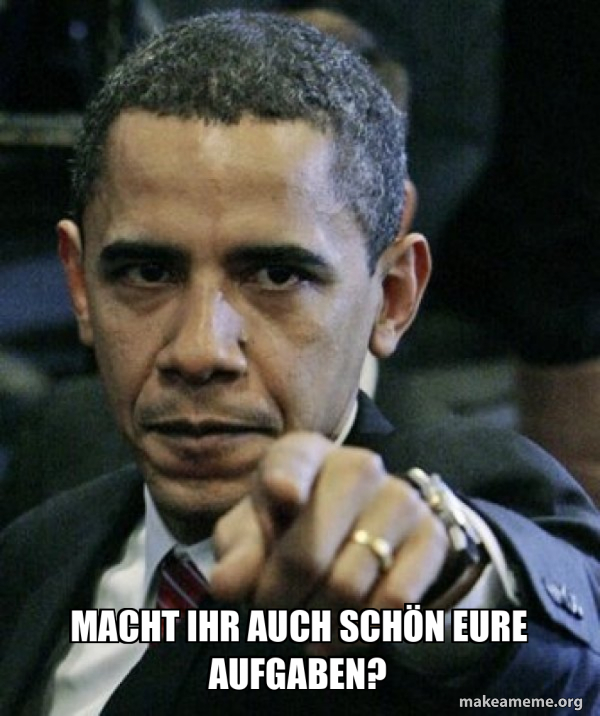 MACHT IHR AUCH SCHÖN EURE
AUFGABEN?
makeameme.org